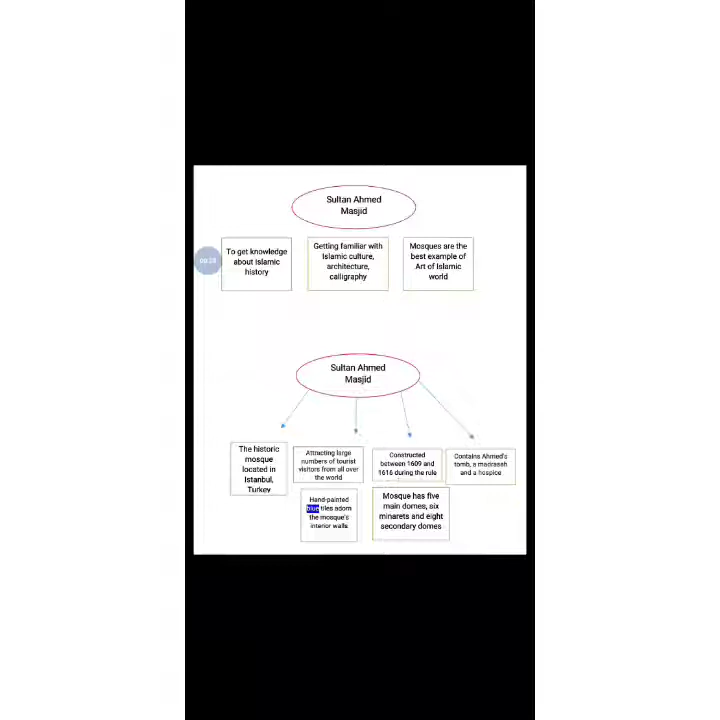 Sultan Ahmed
Masjid
To get knowledge
about islamic
history
Getting familiar with
Islamic culture,
architecture,
calligraphy
Mosques are the
best example of
Art of Islamic
world
Sultan Ahmed
Masjid
The historic
mosque
located in
Istanbul,
Turkey
Attracting large
numbers of tourist
visitors from all over
the world
Constructed
between 1609 and
1616 during the rule
Contains Ahmed's
tomb, a madrasah
and a hospice
Hand-painted
blue tiles adorn
the mosque's
interior walls
Mosque has five
main domes, six
minarets and eight
secondary domes